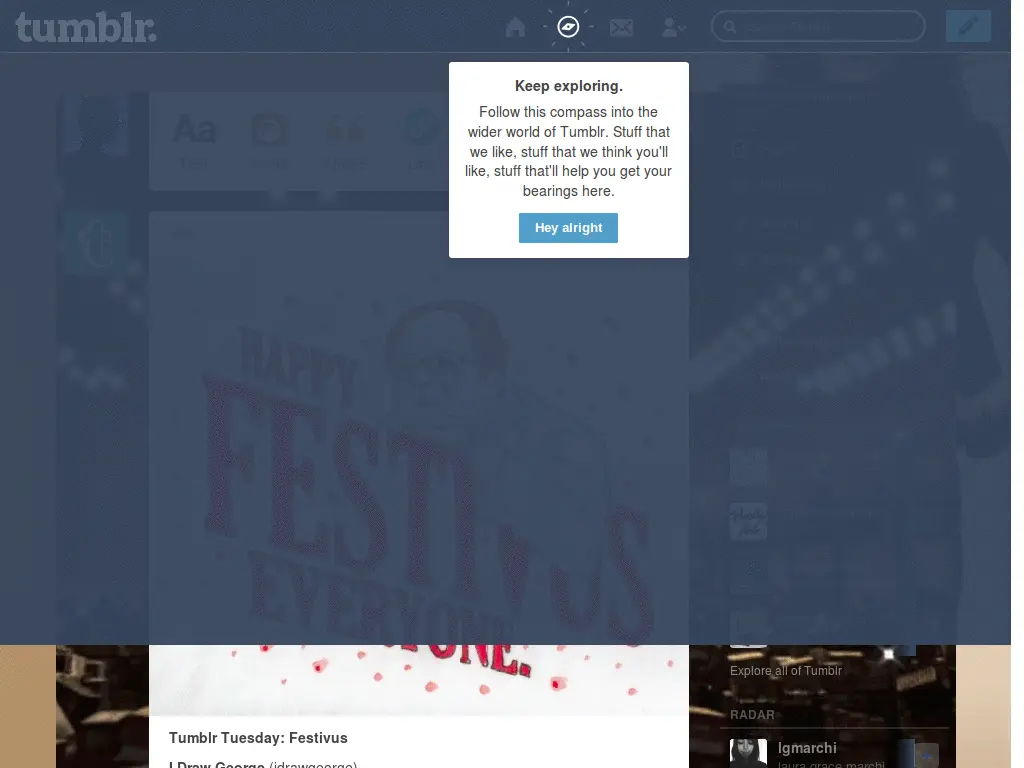 tumblr.
Keep exploring.
Follow this compass into the
wider world of Tumblr. Stuff that
we like, stuff that we think you'll
like, stuff that'll help you get your
bearings here.
Hey alright
Aa
t
HAPPY
FESTIVUS
EVERYONE.
Explore all of Tumblr
RADAR
Tumblr Tuesday: Festivus
lgmarchi
I Draw George (idrawgeorge)
laura grace marchi